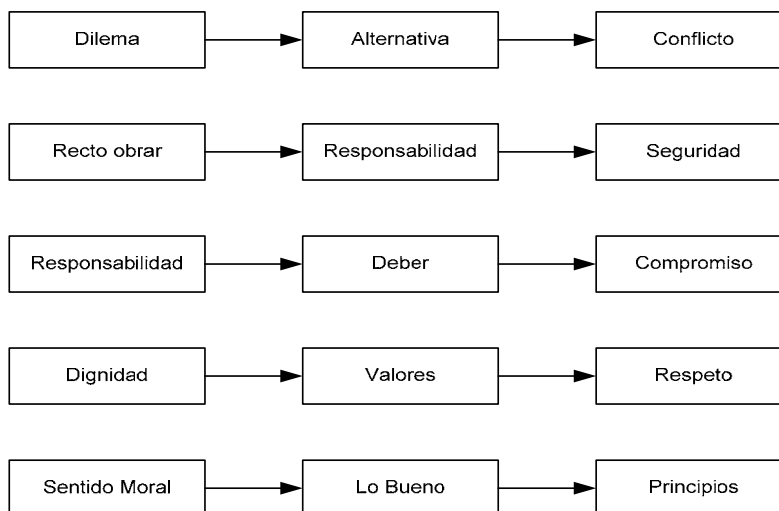 Dilema Alternativa Conflicto
Recto obrar Responsabilidad Seguridad
Responsabilidad Deber Compromiso
Dignidad Valores Respeto
Sentido Moral Lo Bueno Principios